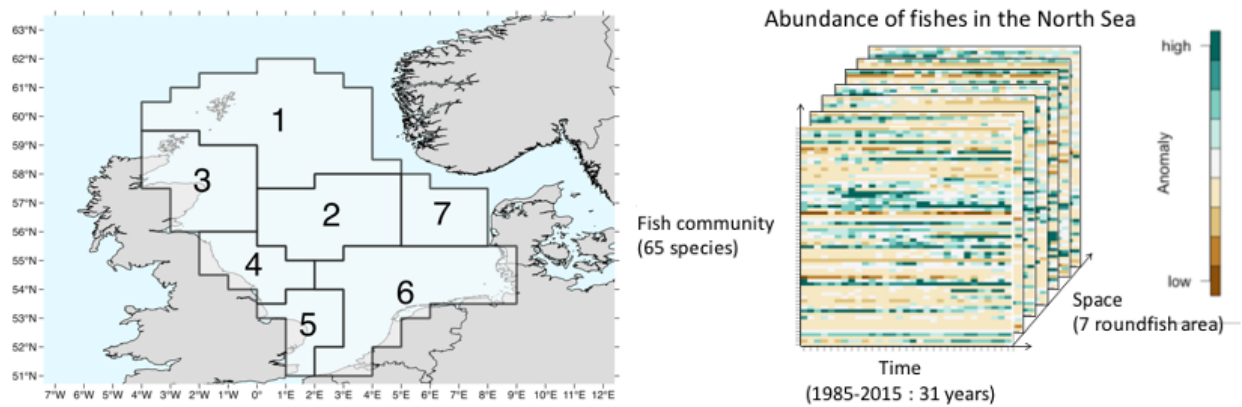 63°N
62°N
61°N
60°N
59°N
58°N
57°N
56°N
55°N
54°N
53°N
52°N
51°N
1
3
2
7
4
6
5
7°W 6°W 5°W 4°W 3°W 2°W 1°W 0° 1°E 2°E 3°E 4°E 5°E 6°E 7°E 8°E 9°E 10°E 11°E 12°E
Abundance of fishes in the North Sea
high
Anomaly
low
Fish community
(65 species)
Space
(7 roundfish area)
Time
(1985-2015 : 31 years)